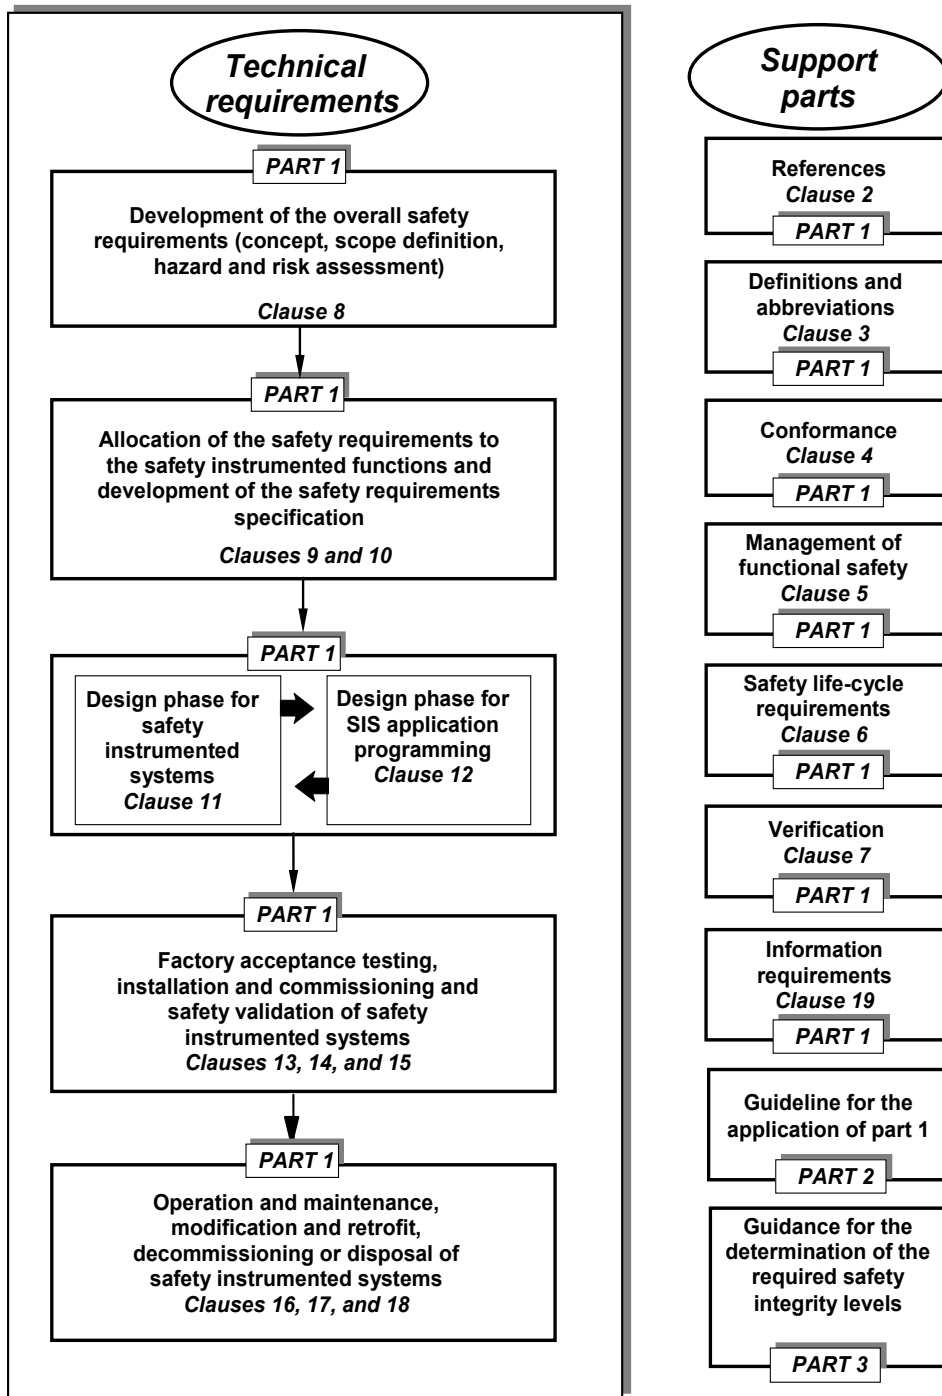 Technical
requirements
PART 1
Development of the overall safety
requirements (concept, scope definition,
hazard and risk assessment)
Clause 8
PART 1
Allocation of the safety requirements to
the safety instrumented functions and
development of the safety requirements
specification
Clauses 9 and 10
PART 1
Design phase for
safety
instrumented
systems
Clause 11
Design phase for
SIS application
programming
Clause 12
PART 1
Factory acceptance testing,
installation and commissioning and
safety validation of safety
instrumented systems
Clauses 13, 14, and 15
PART 1
Operation and maintenance,
modification and retrofit,
decommissioning or disposal of
safety instrumented systems
Clauses 16, 17, and 18
Support
parts
References
Clause 2
PART 1
Definitions and
abbreviations
Clause 3
PART 1
Conformance
Clause 4
PART 1
Management of
functional safety
Clause 5
PART 1
Safety life-cycle
requirements
Clause 6
PART 1
Verification
Clause 7
PART 1
Information
requirements
Clause 19
PART 1
Guideline for the
application of part 1
PART 2
Guidance for the
determination of the
required safety
integrity levels
PART 3